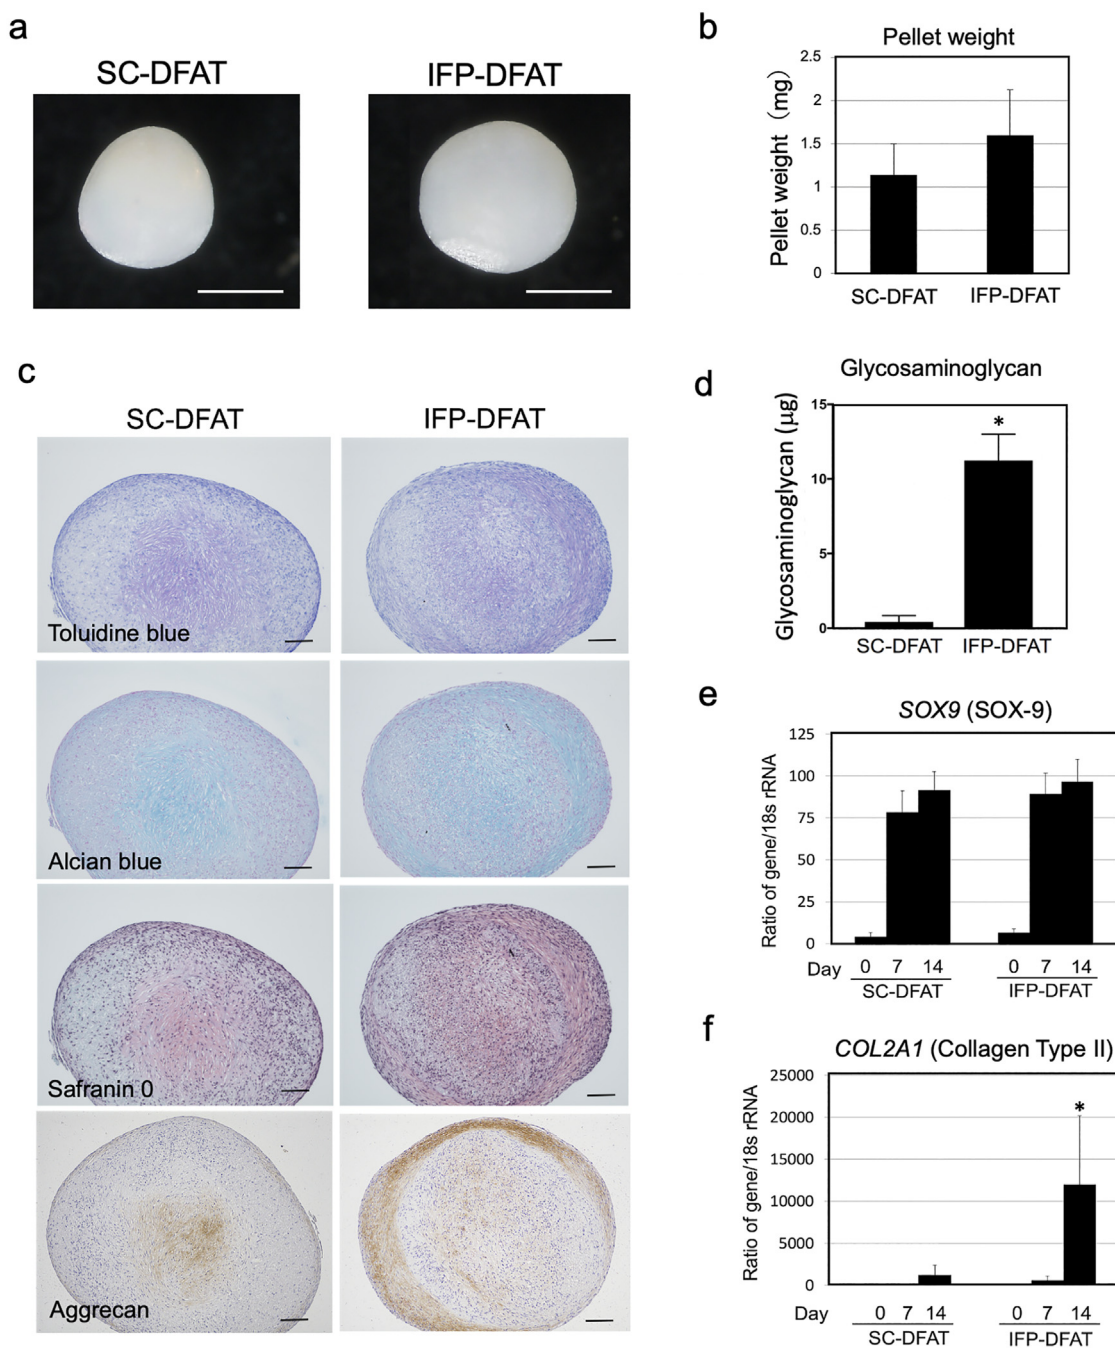 a
SC-DFAT
IFP-DFAT
b
Pellet weight
Pellet weight (mg)
2.5
2
1.5
1
0.5
0
SC-DFAT
IFP-DFAT
c
SC-DFAT
IFP-DFAT
Toluidine blue
Alcian blue
Safranin 0
Aggrecan
d
Glycosaminoglycan
Glycosaminoglycan (μg)
15
10
5
0
*
SC-DFAT
IFP-DFAT
e
SOX9 (SOX-9)
Ratio of gene/18s rRNA
125
100
75
50
25
0
Day 0 7 14 0 7 14
SC-DFAT
IFP-DFAT
f
COL2A1 (Collagen Type II)
Ratio of gene/18s rRNA
25000
20000
15000
10000
5000
0
*
Day 0 7 14 0 7 14
SC-DFAT
IFP-DFAT